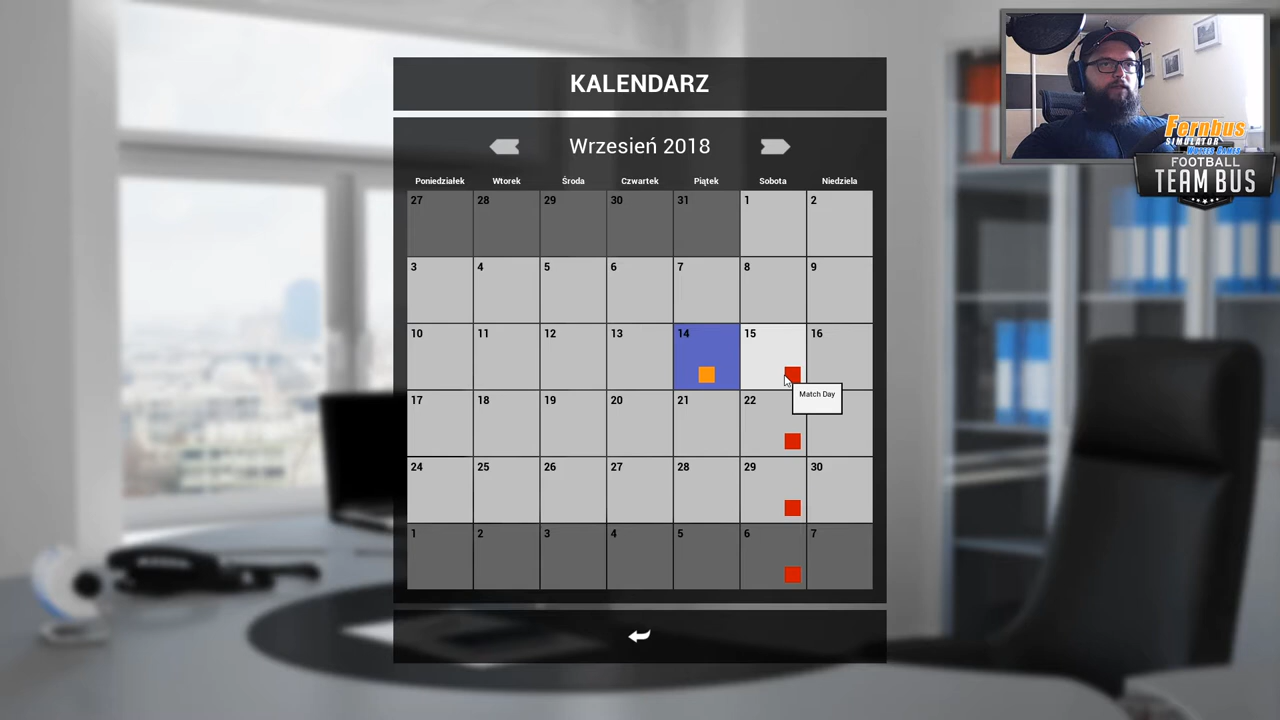 KALENDARZ
Wrzesień 2018
Poniedziałek Wtorek Środa Czwartek Piątek Sobota Niedziela
27 28 29 30 31 1 2
3 4 5 6 7 8 9
10 11 12 13 14 15 16
Match Day
17 18 19 20 21 22
24 25 26 27 28 29 30
1 2 3 4 5 6 7
Fernbus
SIMULATOR
FOOTBALL
TEAM BUS